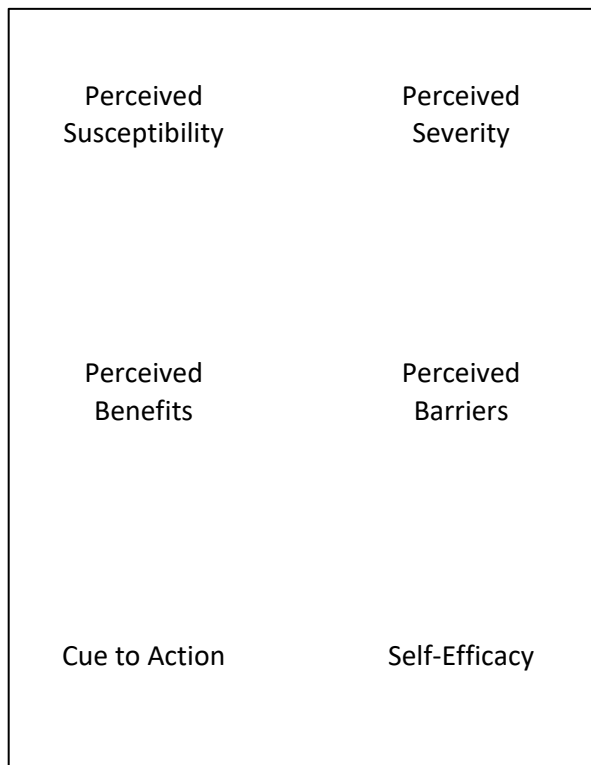 Perceived
Susceptibility
Perceived
Severity
Perceived
Benefits
Perceived
Barriers
Cue to Action
Self-Efficacy